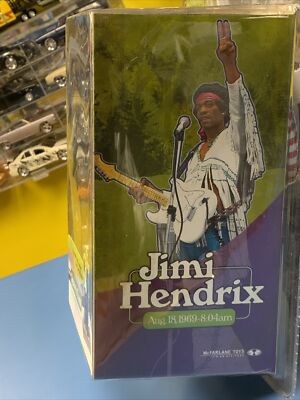 Jimi
Hendrix
Aug. 18, 1969-8:04am
McFARLANE TOYS